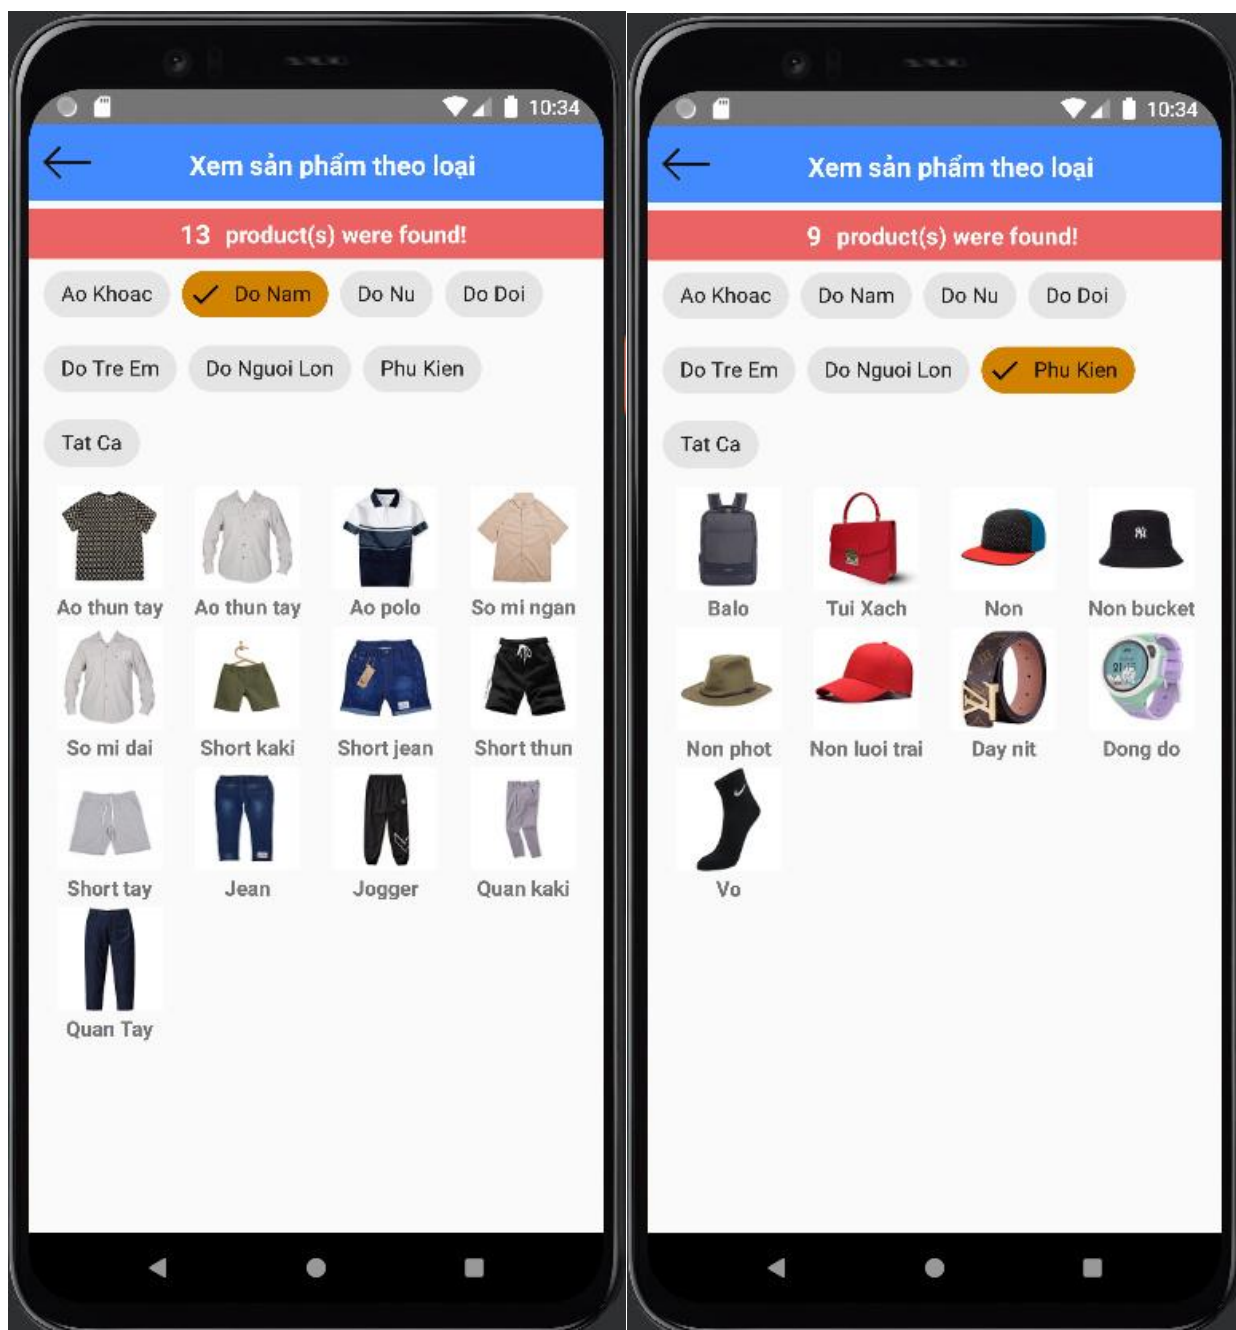 10:34
Xem sản phẩm theo loại
13 product(s) were found!
Ao Khoac Do Nam Do Nu Do Doi
Do Tre Em Do Nguoi Lon Phu Kien
Tat Ca
Ao thun tay Ao thun tay Ao polo So mi ngan
So mi dai Short kaki Short jean Short thun
Short tay Jean Jogger Quan kaki
Quan Tay
10:34
Xem sản phẩm theo loại
9 product(s) were found!
Ao Khoac Do Nam Do Nu Do Doi
Do Tre Em Do Nguoi Lon Phu Kien
Tat Ca
Balo Tui Xach Non Non bucket
Non phot Non luoi trai Day nit Dong do
Vo